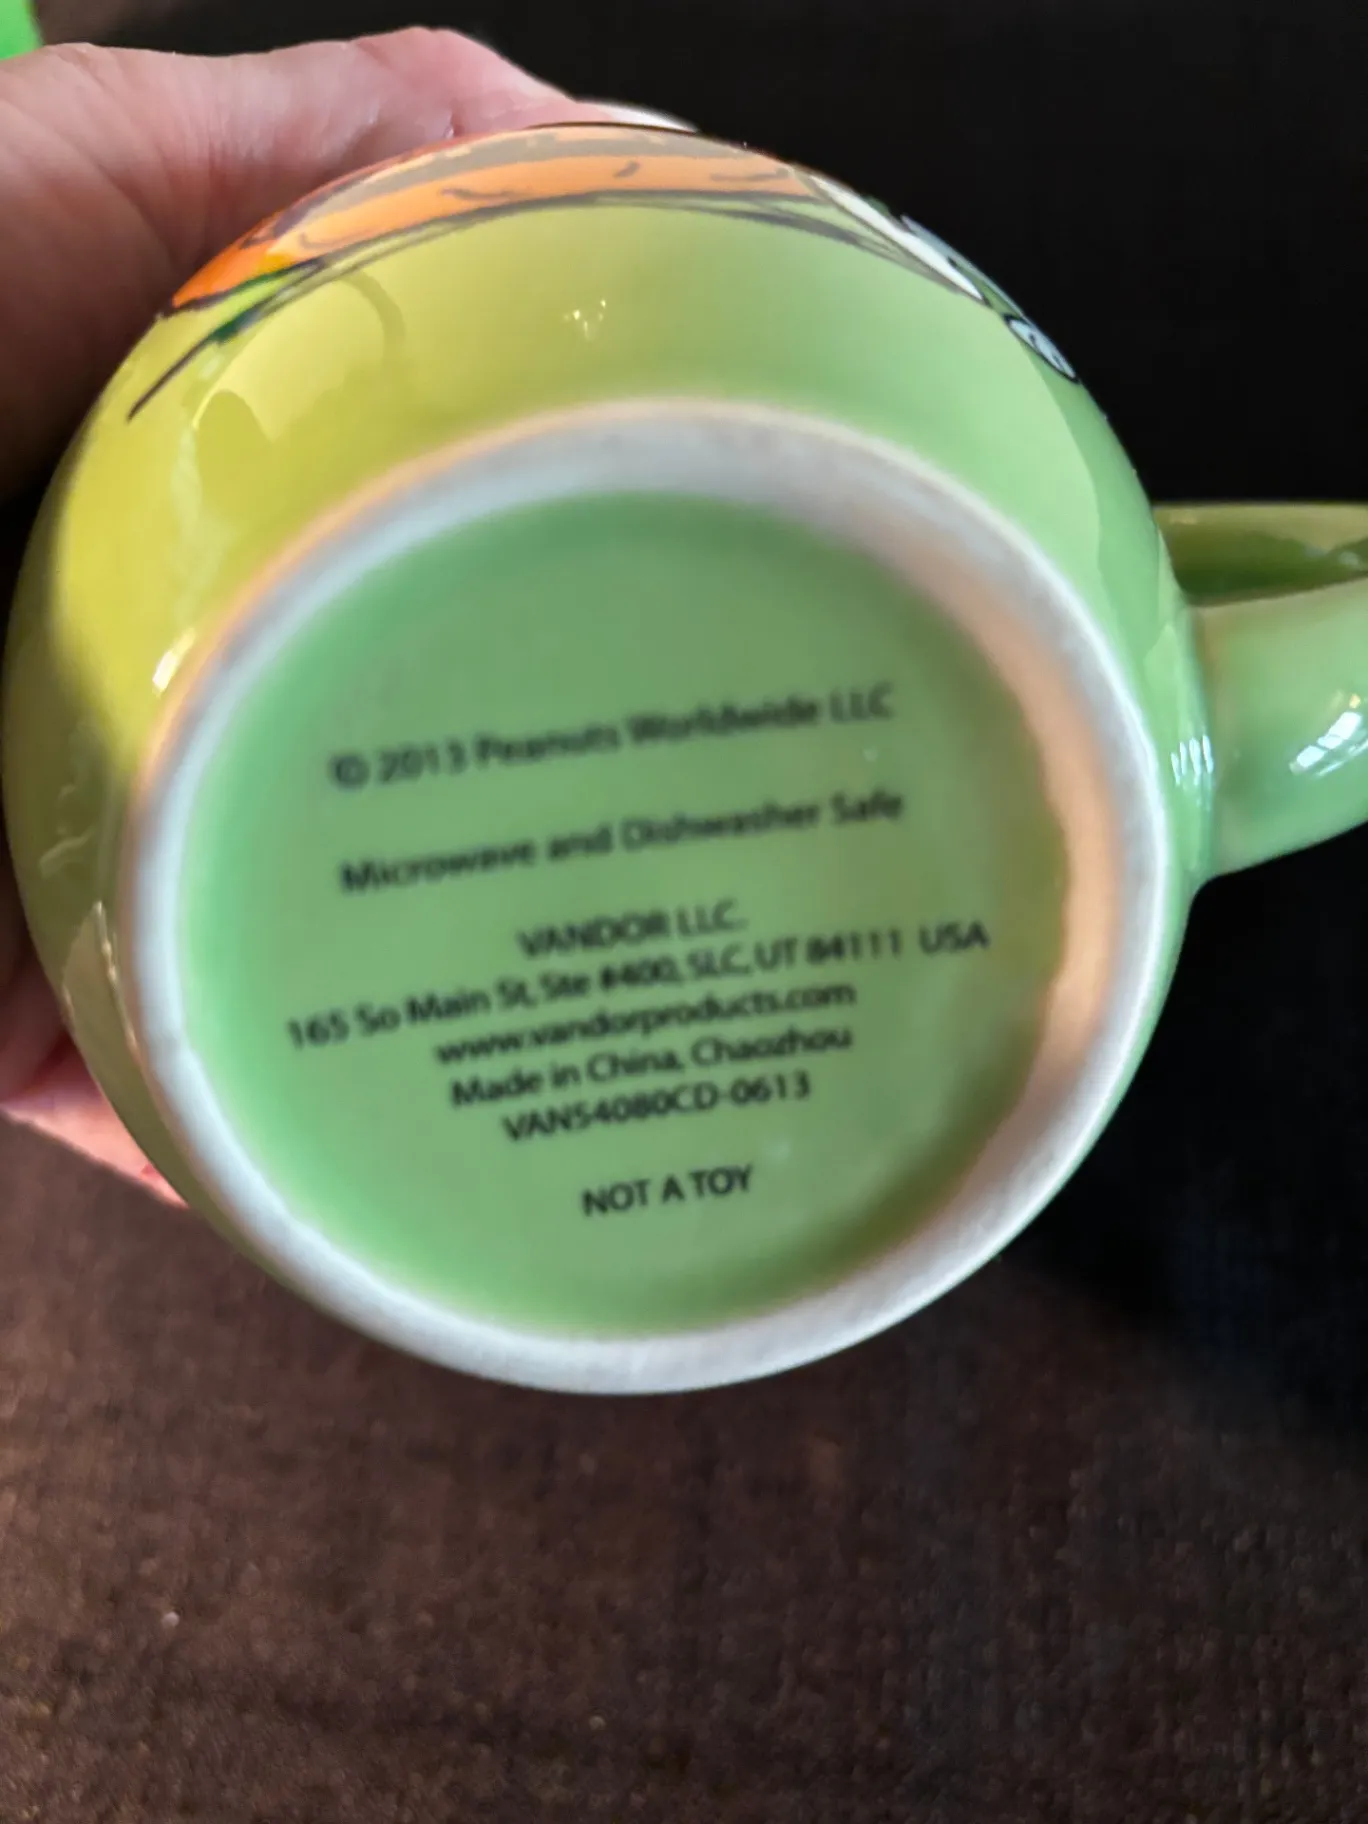 © 2013 Peanuts Worldwide LLC
Microwave and Dishwasher Safe
VANDOR LLC.
165 So Main St, Ste #400, SLC, UT 84111 USA
www.vandorproducts.com
Made in China, Chaozhou
VAN54080CD-0613
NOT A TOY